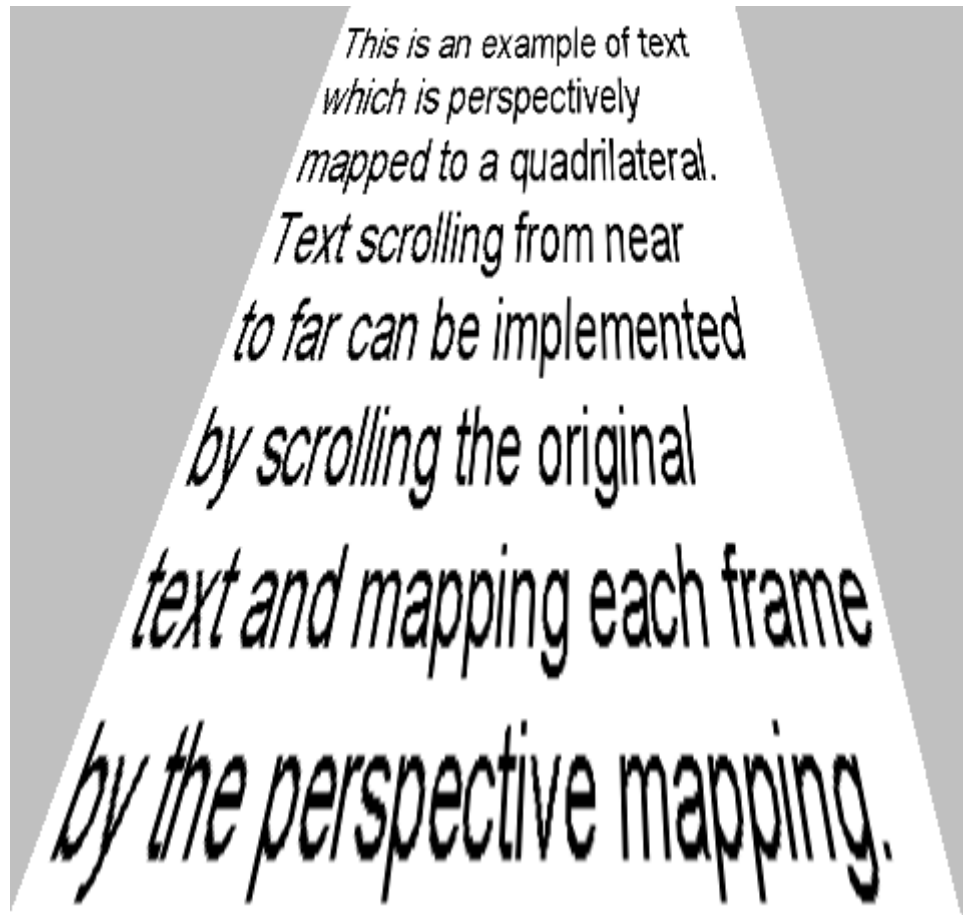 This is an example of text
which is perspectively
mapped to a quadrilateral.
Text scrolling from near
to far can be implemented
by scrolling the original
text and mapping each frame
by the perspective mapping.